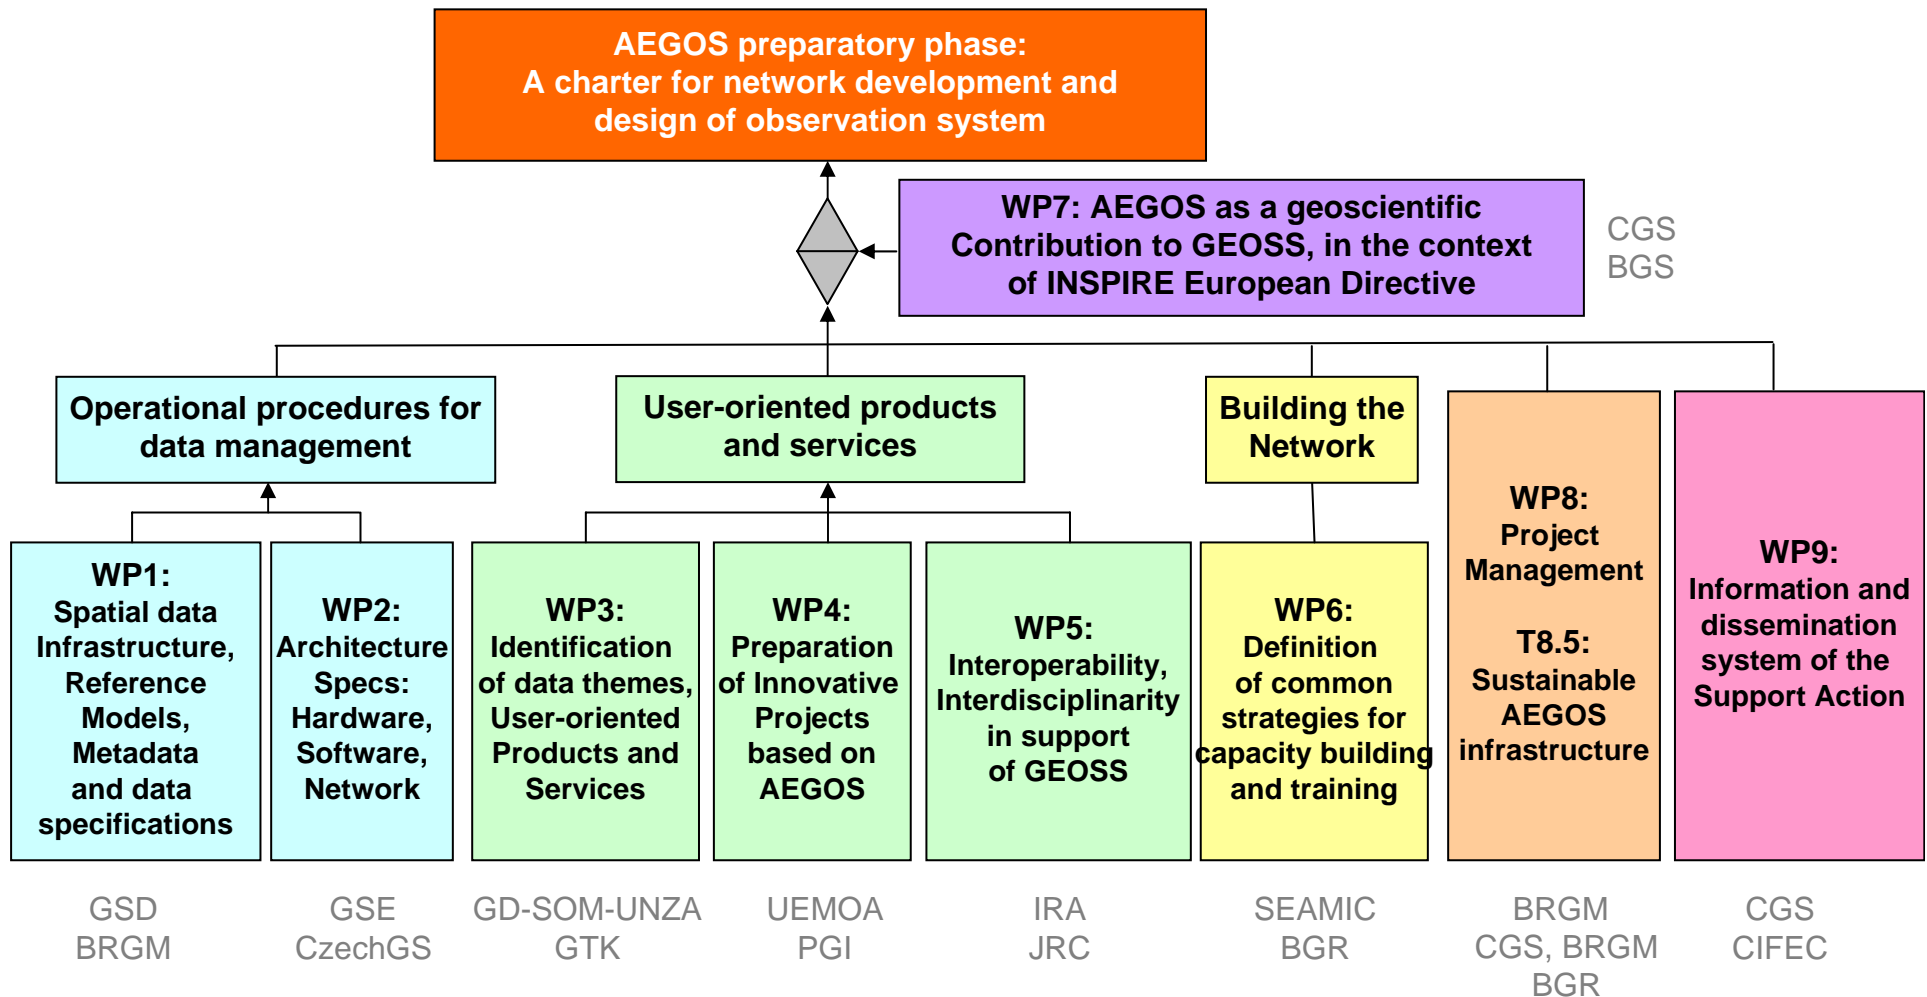 AEGOS preparatory phase:
A charter for network development and
design of observation system
WP7: AEGOS as a geoscientific
Contribution to GEOSS, in the context
of INSPIRE European Directive
CGS
BGS
Operational procedures for
data management
User-oriented products
and services
Building the
Network
WP1:
Spatial data
Infrastructure,
Reference
Models,
Metadata
and data
specifications
WP2:
Architecture
Specs:
Hardware,
Software,
Network
WP3:
Identification
of data themes,
User-oriented
Products and
Services
WP4:
Preparation
of Innovative
Projects
based on
AEGOS
WP5:
Interoperability,
Interdisciplinarity
in support
of GEOSS
WP6:
Definition
of common
strategies for
capacity building
and training
WP8:
Project
Management
T8.5:
Sustainable
AEGOS
infrastructure
WP9:
Information and
dissemination
system of the
Support Action
GSD
BRGM
GSE
CzechGS
GD-SOM-UNZA
GTK
UEMOA
PGI
IRA
JRC
SEAMIC
BGR
BRGM
CGS, BRGM
BGR
CGS
CIFEC